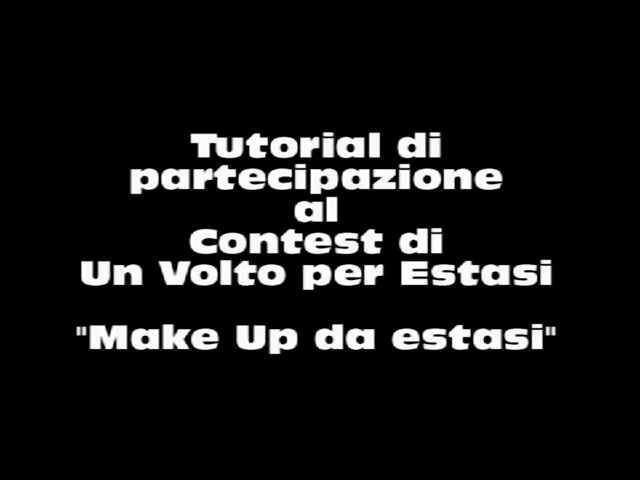 Tutorial di
partecipazione
al
Contest di
Un Volto per Estasi
"Make Up da estasi"